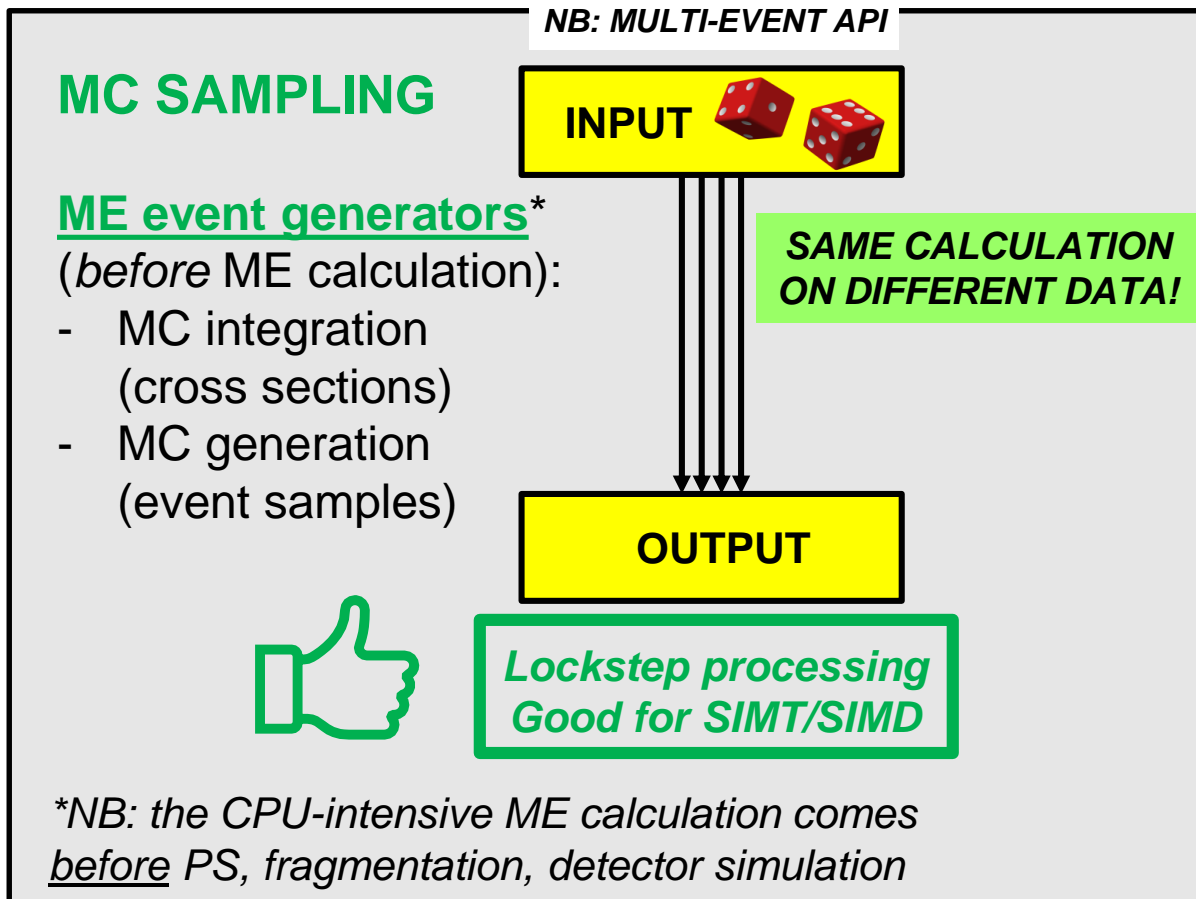 NB: MULTI-EVENT API
MC SAMPLING
INPUT
ME event generators*
(before ME calculation):
- MC integration
(cross sections)
- MC generation
(event samples)
SAME CALCULATION
ON DIFFERENT DATA!
OUTPUT
Lockstep processing
Good for SIMT/SIMD
*NB: the CPU-intensive ME calculation comes
before PS, fragmentation, detector simulation